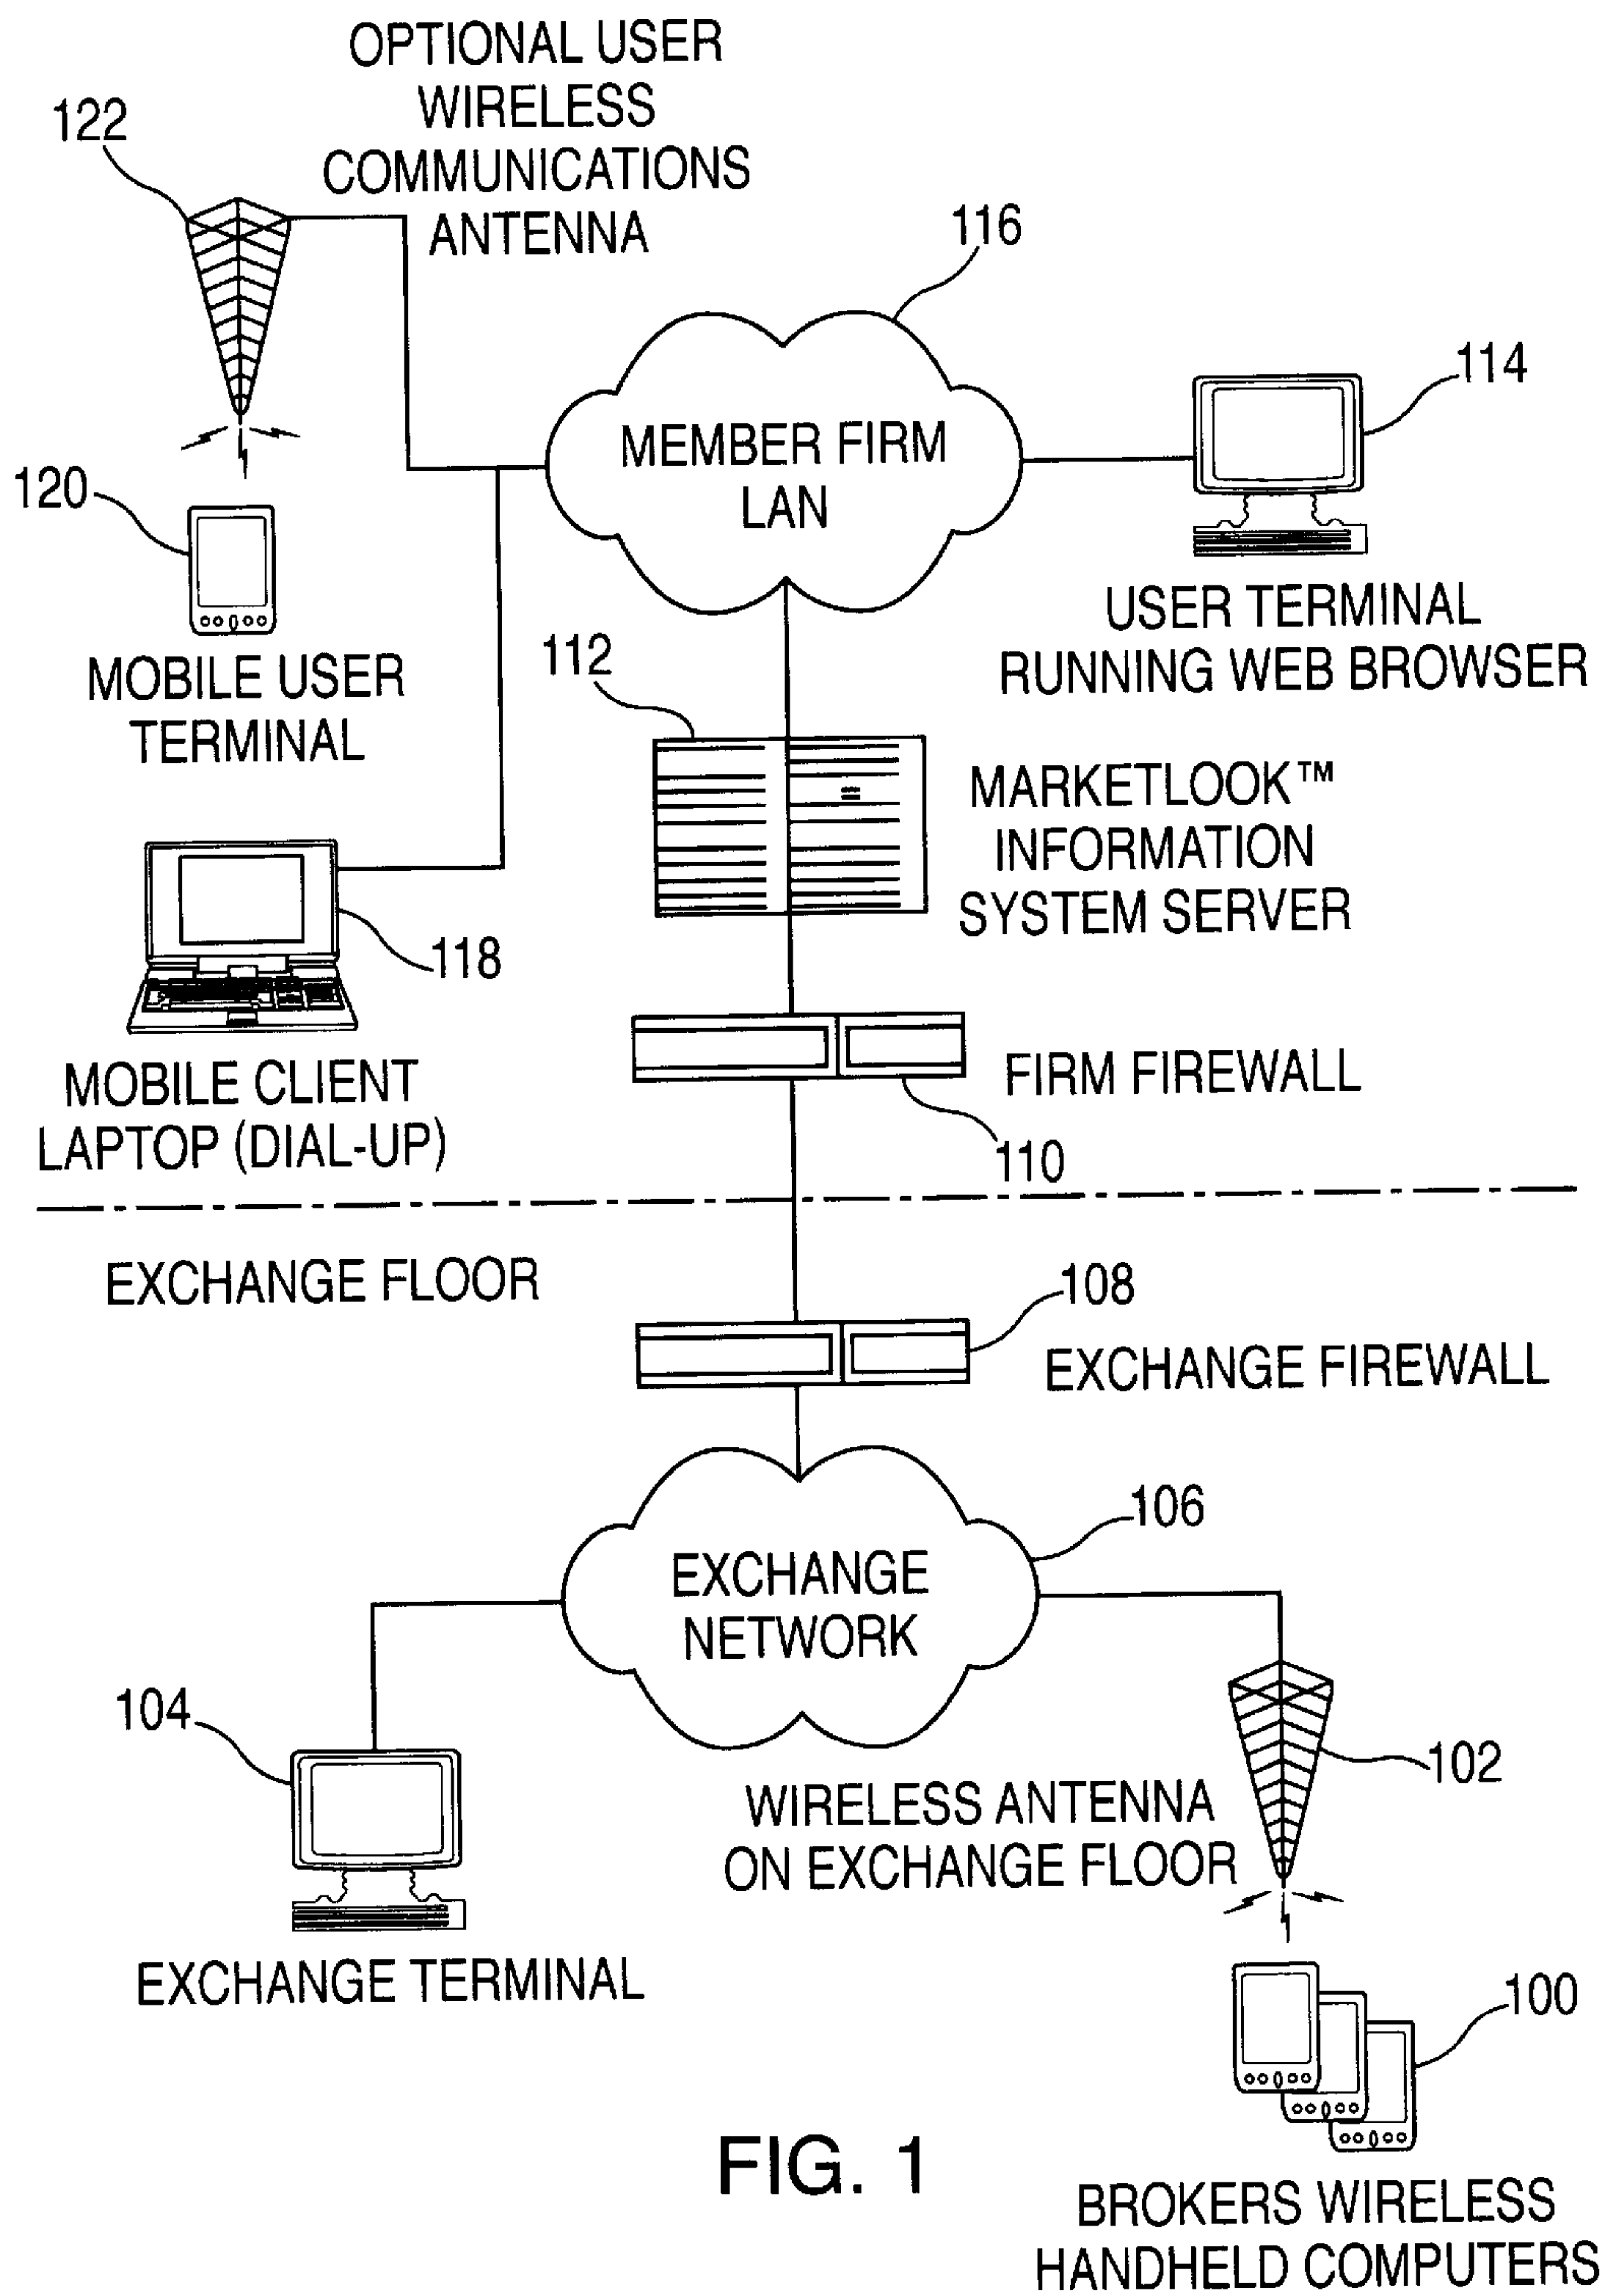 OPTIONAL USER
WIRELESS
COMMUNICATIONS
ANTENNA
122
116
114
MEMBER FIRM
LAN
120
MOBILE USER
TERMINAL
USER TERMINAL
RUNNING WEB BROWSER
112
MARKETLOOK™
INFORMATION
SYSTEM SERVER
118
MOBILE CLIENT
LAPTOP (DIAL-UP)
FIRM FIREWALL
110
EXCHANGE FLOOR
108
EXCHANGE FIREWALL
106
EXCHANGE
NETWORK
104
EXCHANGE TERMINAL
102
WIRELESS ANTENNA
ON EXCHANGE FLOOR
100
BROKERS WIRELESS
HANDHELD COMPUTERS
FIG. 1